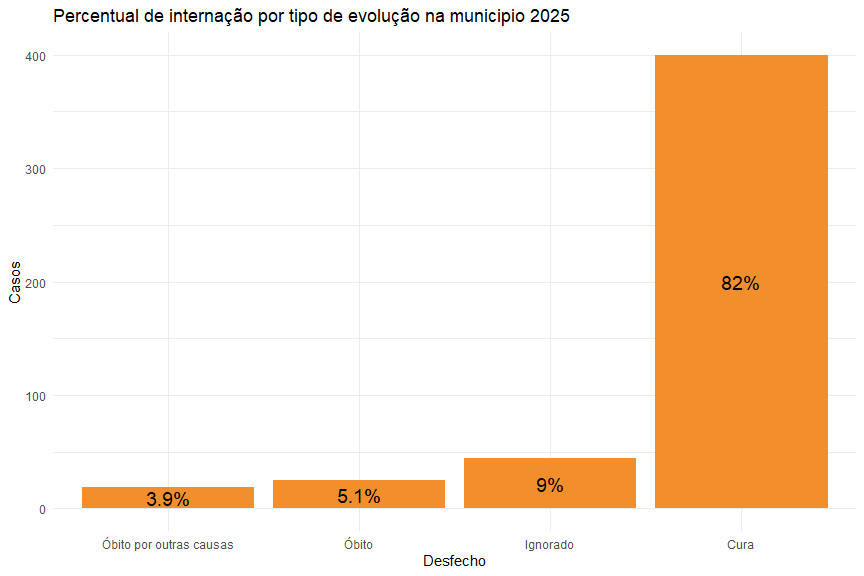 Percentual de internação por tipo de evolução na municipio 2025
400
300
200
100
0
Casos
3.9%
5.1%
9%
82%
Óbito por outras causas
Óbito
Ignorado
Cura
Desfecho